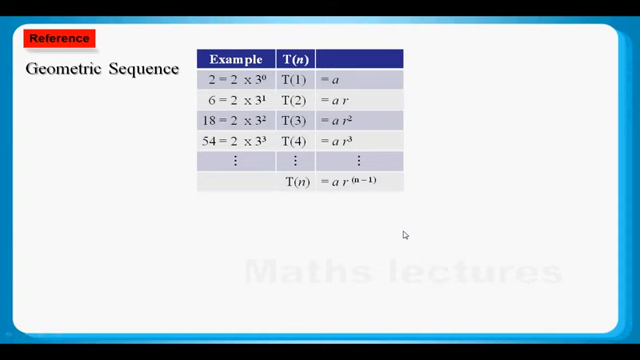 Reference
Geometric Sequence
Example T(n)
2 = 2 x 3⁰ T(1) = a
6 = 2 x 3¹ T(2) = a r
18 = 2 x 3² T(3) = a r²
54 = 2 x 3³ T(4) = a r³
⋮ ⋮ ⋮
T(n) = a r ⁽ⁿ⁻¹⁾
Maths lectures